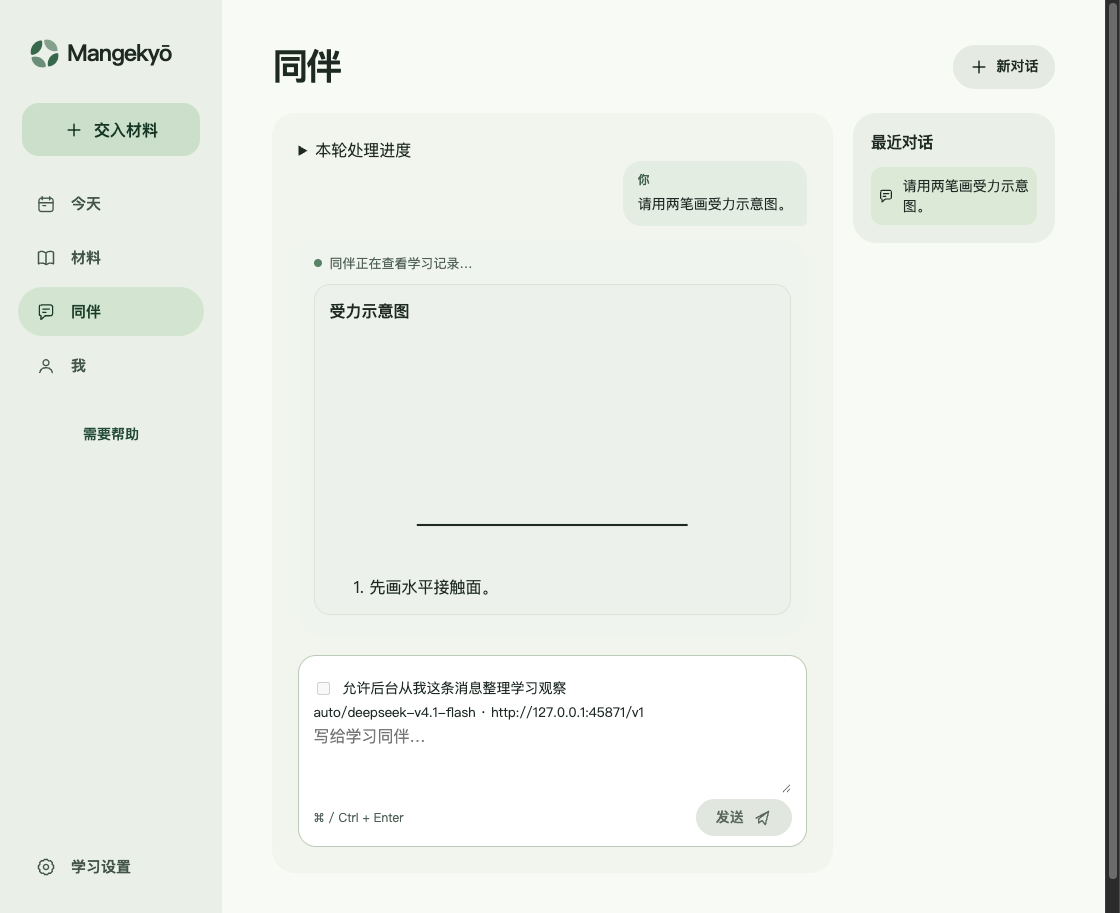 Mangekyō
交入材料
今天
材料
同伴
我
需要帮助
学习设置
同伴
新对话
本轮处理进度
你
请用两笔画受力示意图。
同伴正在查看学习记录…
受力示意图
1. 先画水平接触面。
允许后台从我这条消息整理学习观察
auto/deepseek-v4.1-flash · http://127.0.0.1:45871/v1
写给学习同伴…
⌘ / Ctrl + Enter
发送
最近对话
请用两笔画受力示意
图。